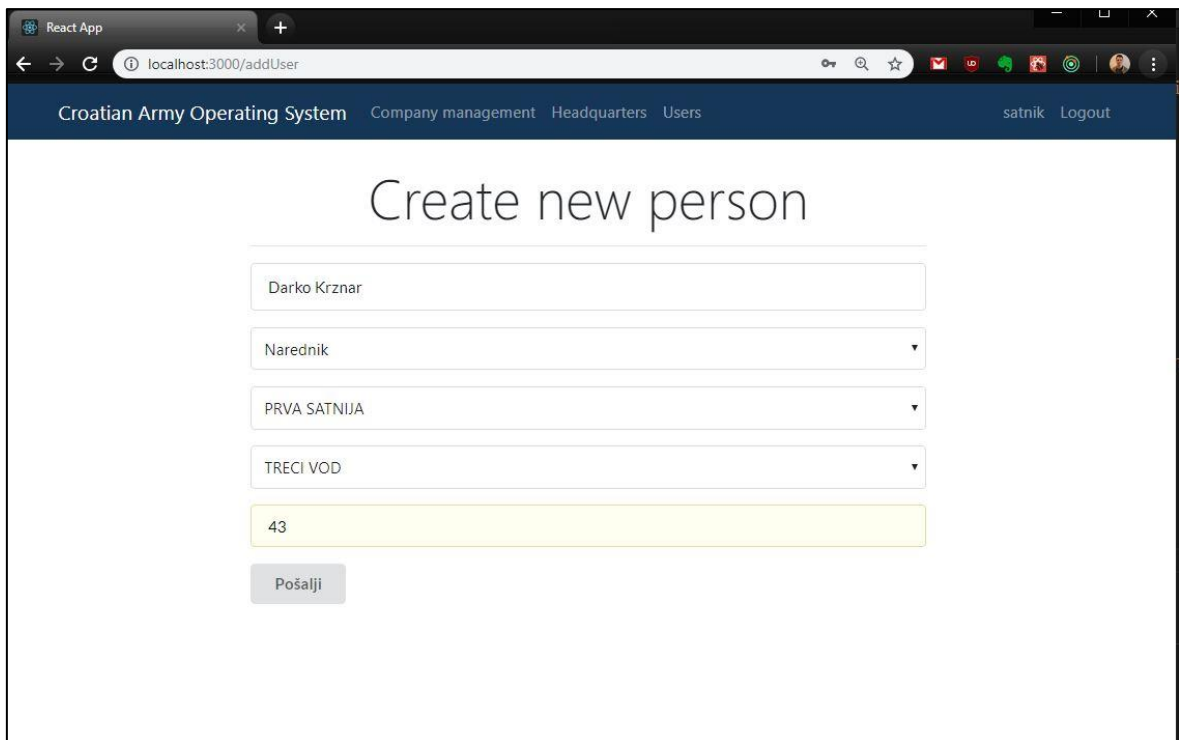 React App
localhost:3000/addUser
Croatian Army Operating System Company management Headquarters Users satnik Logout
Create new person
Darko Krznar
Narednik
PRVA SATNIJA
TRECI VOD
43
Pošalji